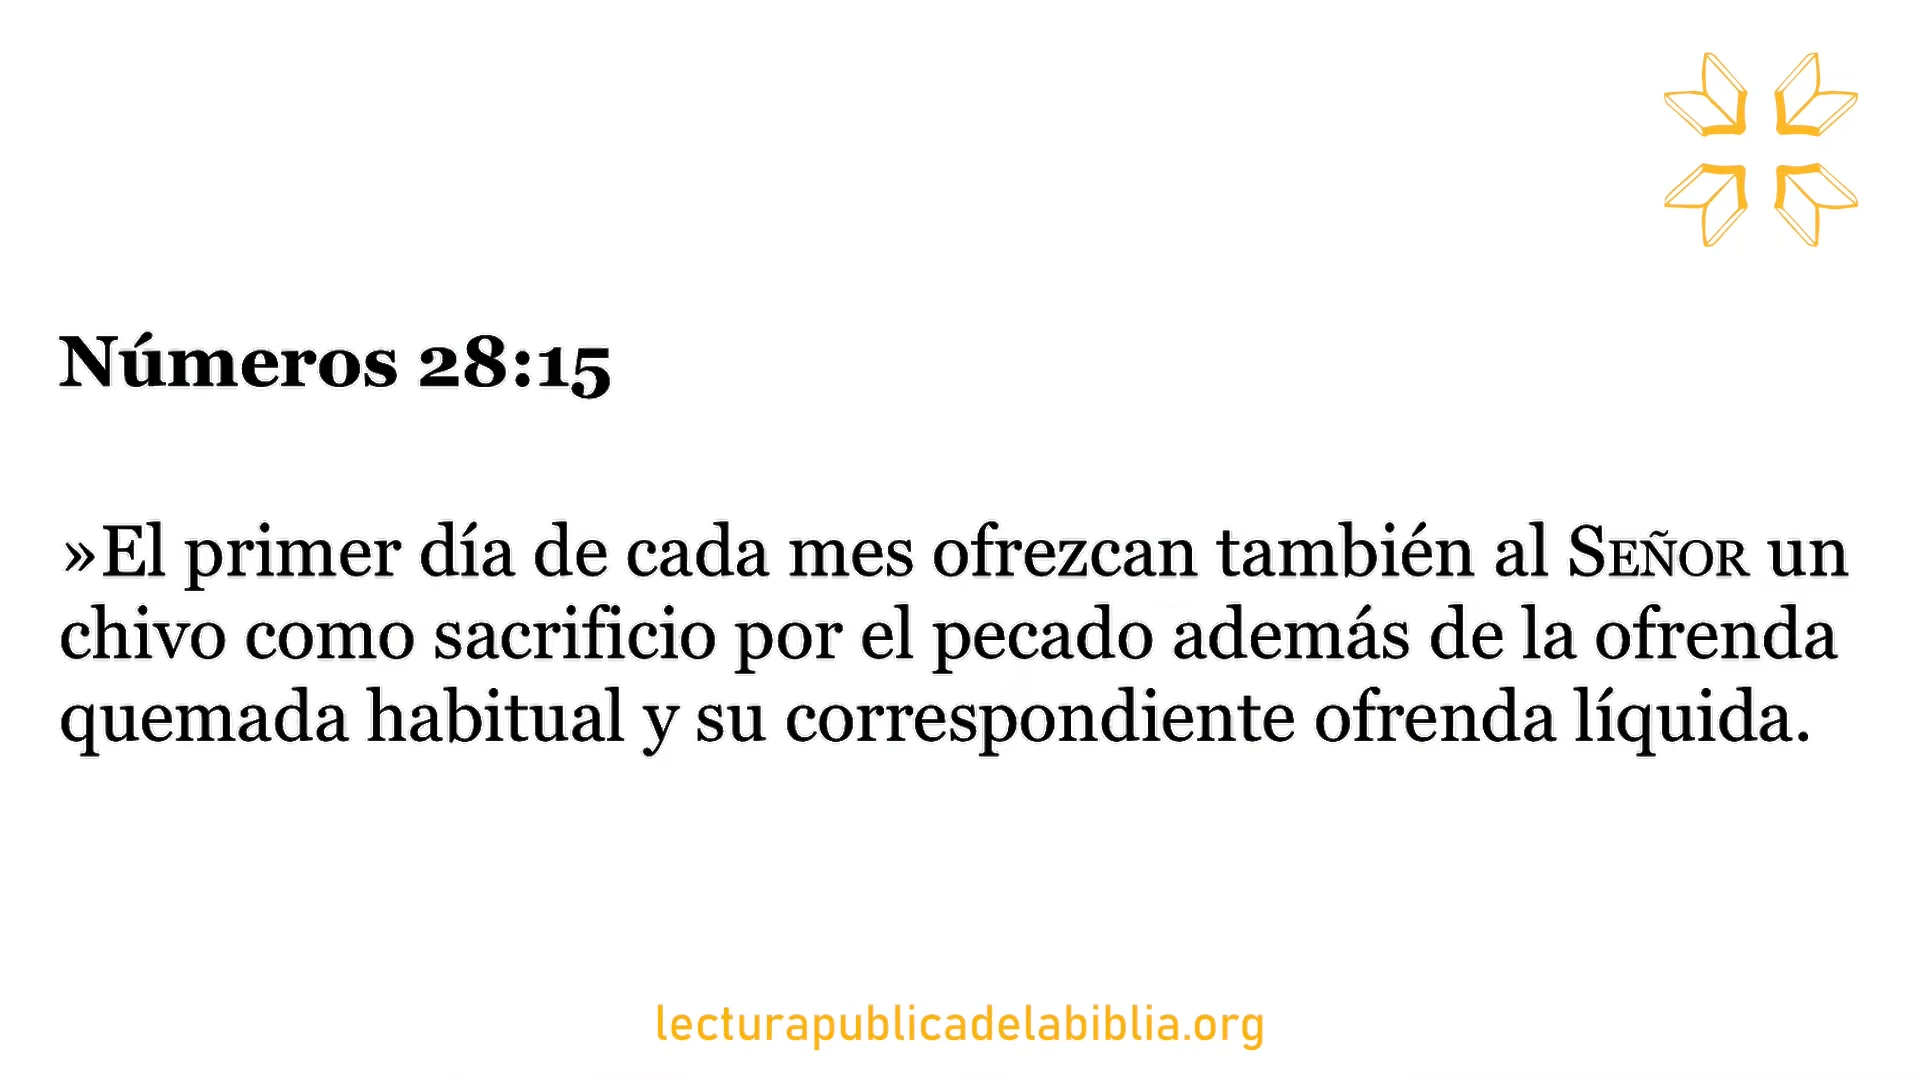 Números 28:15
»El primer día de cada mes ofrezcan también al SEÑOR un
chivo como sacrificio por el pecado además de la ofrenda
quemada habitual y su correspondiente ofrenda líquida.
lecturapublicadelabiblia.org